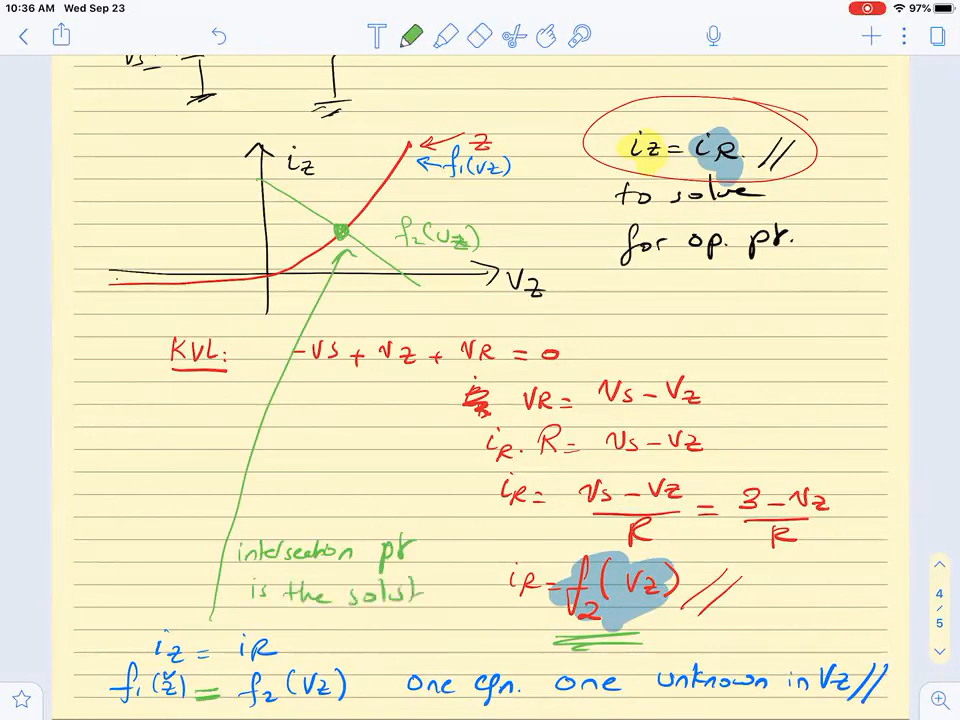 10:36 AM Wed Sep 23
97%
T
Vs
iz
Z
f₁(Vz)
iz = iR //
to solve
f₂(Vz)
for op. pt.
Vz
KVL: -VS + VZ + VR = 0
VR = VS - VZ
iR . R = VS - VZ
iR = VS - VZ / R = 3 - VZ / R
intersection pt
is the
iR = f₂(VZ) //
iz = iR
f₁(z) = f₂(Vz) one eqn. one unknown in VZ //
4
/
5